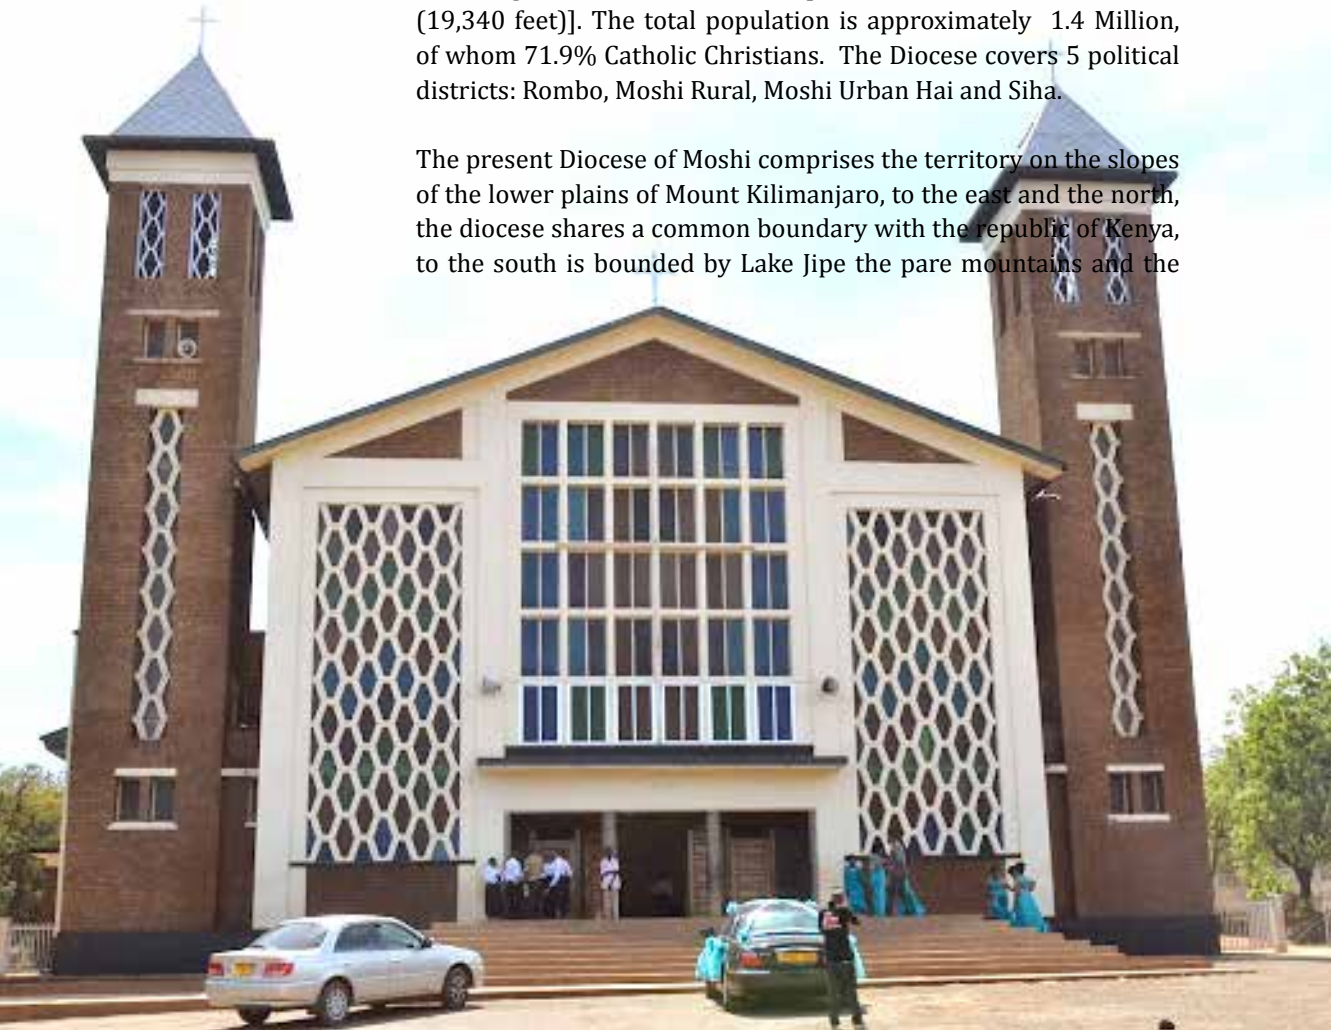 (19,340 feet)]. The total population is approximately 1.4 Million,
of whom 71.9% Catholic Christians. The Diocese covers 5 political
districts: Rombo, Moshi Rural, Moshi Urban Hai and Siha.
The present Diocese of Moshi comprises the territory on the slopes
of the lower plains of Mount Kilimanjaro, to the east and the north,
the diocese shares a common boundary with the republic of Kenya,
to the south is bounded by Lake Jipe the pare mountains and the